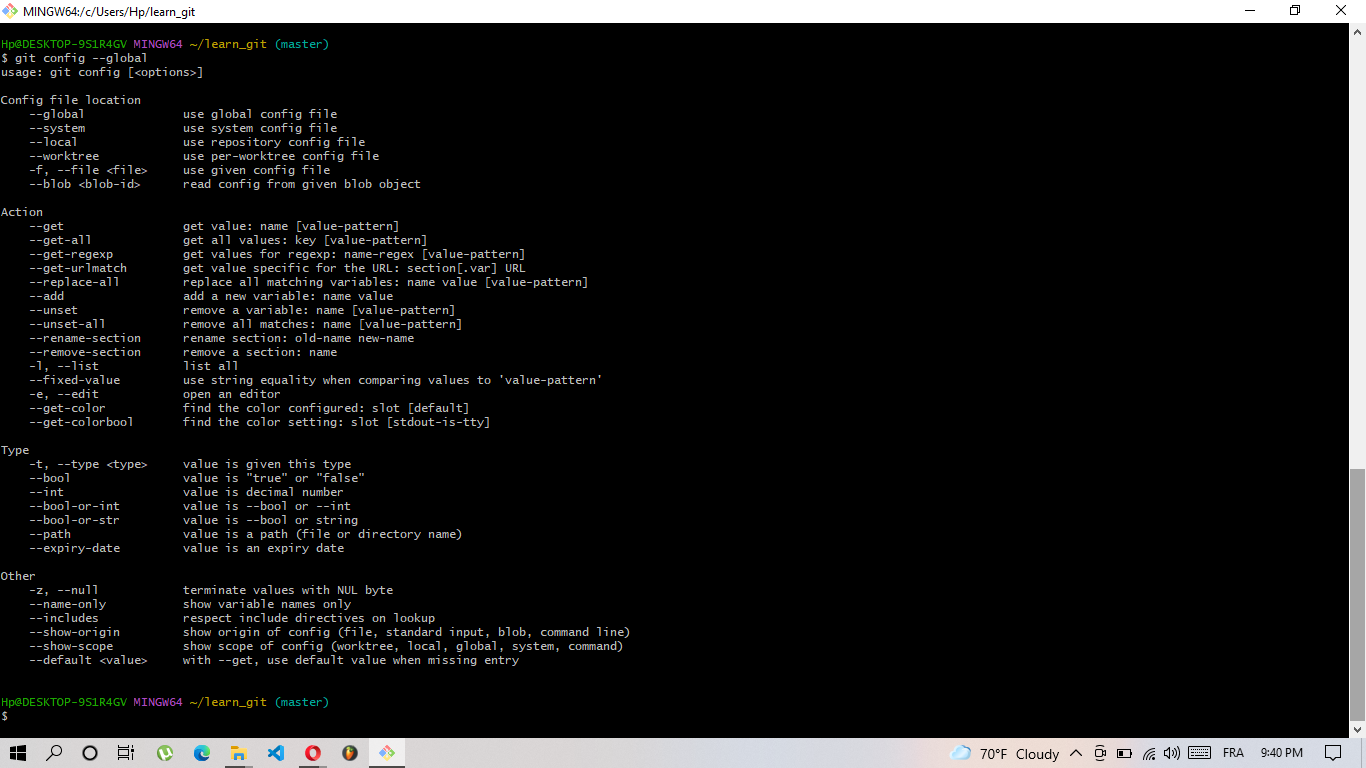 MINGW64:/c/Users/Hp/learn_git
Hp@DESKTOP-9S1R4GV MINGW64 ~/learn_git (master)
$ git config --global
usage: git config [<options>]
Config file location
--global use global config file
--system use system config file
--local use repository config file
--worktree use per-worktree config file
-f, --file <file> use given config file
--blob <blob-id> read config from given blob object
Action
--get get value: name [value-pattern]
--get-all get all values: key [value-pattern]
--get-regexp get values for regexp: name-regex [value-pattern]
--get-urlmatch get value specific for the URL: section[.var] URL
--replace-all replace all matching variables: name value [value-pattern]
--add add a new variable: name value
--unset remove a variable: name [value-pattern]
--unset-all remove all matches: name [value-pattern]
--rename-section rename section: old-name new-name
--remove-section remove a section: name
-l, --list list all
--fixed-value use string equality when comparing values to 'value-pattern'
-e, --edit open an editor
--get-color find the color configured: slot [default]
--get-colorbool find the color setting: slot [stdout-is-tty]
Type
-t, --type <type> value is given this type
--bool value is "true" or "false"
--int value is decimal number
--bool-or-int value is --bool or --int
--bool-or-str value is --bool or string
--path value is a path (file or directory name)
--expiry-date value is an expiry date
Other
-z, --null terminate values with NUL byte
--name-only show variable names only
--includes respect include directives on lookup
--show-origin show origin of config (file, standard input, blob, command line)
--show-scope show scope of config (worktree, local, global, system, command)
--default <value> with --get, use default value when missing entry
Hp@DESKTOP-9S1R4GV MINGW64 ~/learn_git (master)
$
70°F Cloudy FRA 9:40 PM